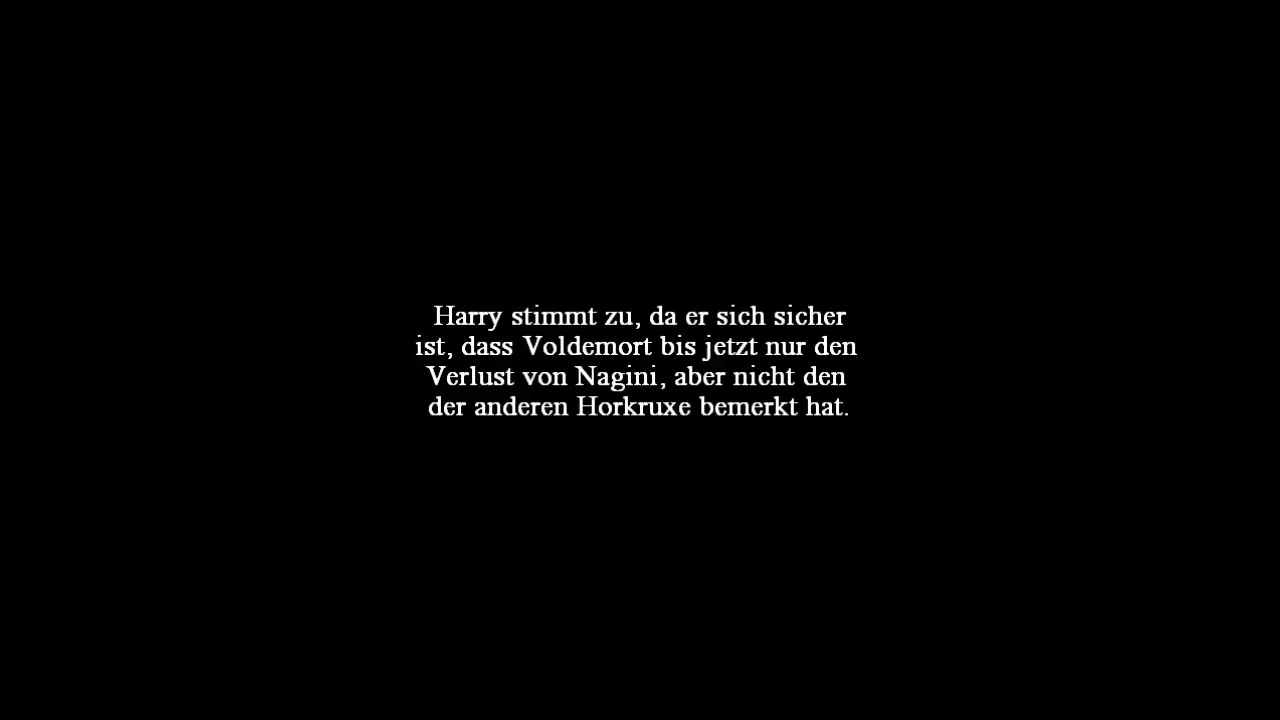 Harry stimmt zu, da er sich sicher
ist, dass Voldemort bis jetzt nur den
Verlust von Nagini, aber nicht den
der anderen Horkruxe bemerkt hat.